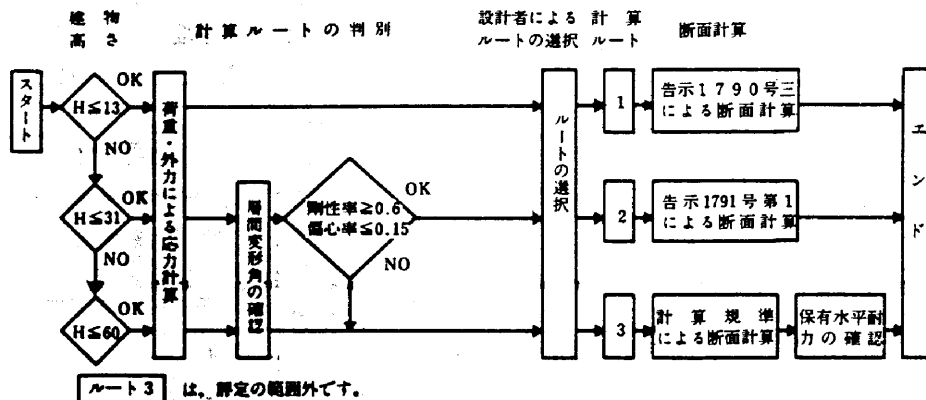 建物
高さ
計算ルートの判別
設計者による
ルートの選択
計算
ルート
断面計算
スタート
H≦13
OK
NO
H≦31
OK
NO
H≦60
OK
荷重・外力による応力計算
層間変形角の確認
剛性率≧0.6
偏心率≦0.15
OK
NO
ルートの選択
1
告示1790号三
による断面計算
2
告示1791号第1
による断面計算
3
計算規準
による断面計算
保有水平耐
力の確認
エンド
ルート3 は、評定の範囲外です。